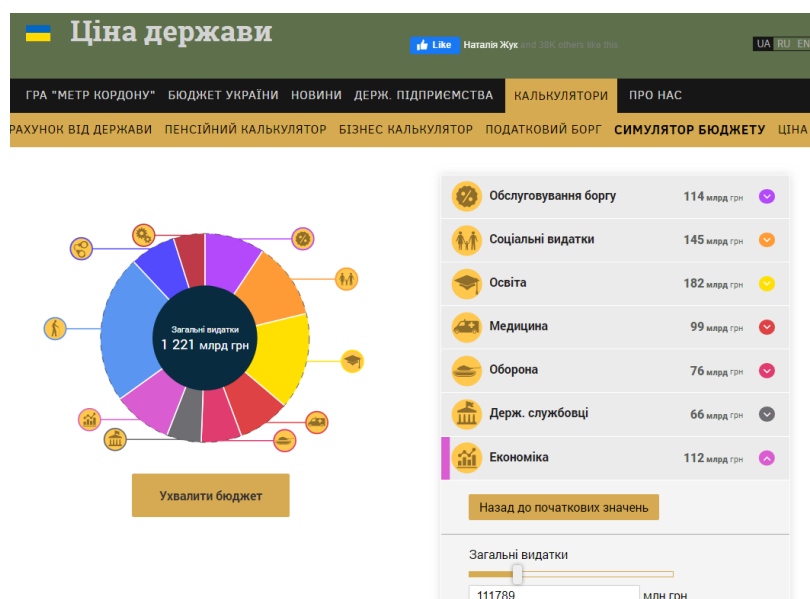 Ціна держави
Like Наталія Жук and 38K others like this.
UA RU EN
ГРА "МЕТР КОРДОНУ" БЮДЖЕТ УКРАЇНИ НОВИНИ ДЕРЖ. ПІДПРИЄМСТВА КАЛЬКУЛЯТОРИ ПРО НАС
РАХУНОК ВІД ДЕРЖАВИ ПЕНСІЙНИЙ КАЛЬКУЛЯТОР БІЗНЕС КАЛЬКУЛЯТОР ПОДАТКОВИЙ БОРГ СИМУЛЯТОР БЮДЖЕТУ ЦІНА
Загальні видатки
1 221 млрд грн
Ухвалити бюджет
Обслуговування боргу 114 млрд грн
Соціальні видатки 145 млрд грн
Освіта 182 млрд грн
Медицина 99 млрд грн
Оборона 76 млрд грн
Держ. службовці 66 млрд грн
Економіка 112 млрд грн
Назад до початкових значень
Загальні видатки
111789 млн грн